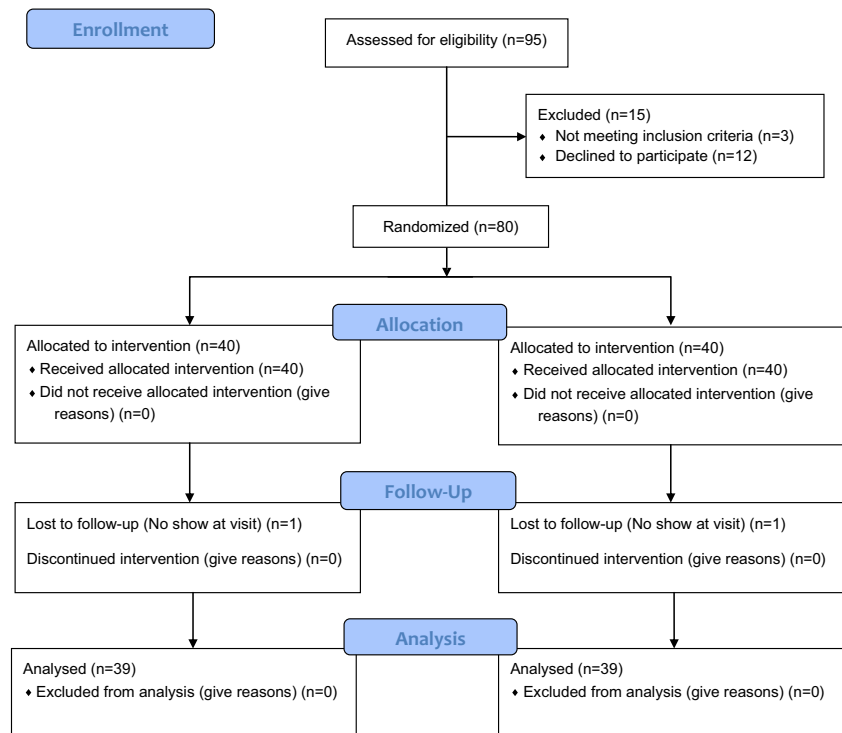 Enrollment
Assessed for eligibility (n=95)
Excluded (n=15)
♦ Not meeting inclusion criteria (n=3)
♦ Declined to participate (n=12)
Randomized (n=80)
Allocation
Allocated to intervention (n=40)
♦ Received allocated intervention (n=40)
♦ Did not receive allocated intervention (give
reasons) (n=0)
Allocated to intervention (n=40)
♦ Received allocated intervention (n=40)
♦ Did not receive allocated intervention (give
reasons) (n=0)
Follow-Up
Lost to follow-up (No show at visit) (n=1)
Discontinued intervention (give reasons) (n=0)
Lost to follow-up (No show at visit) (n=1)
Discontinued intervention (give reasons) (n=0)
Analysis
Analysed (n=39)
♦ Excluded from analysis (give reasons) (n=0)
Analysed (n=39)
♦ Excluded from analysis (give reasons) (n=0)